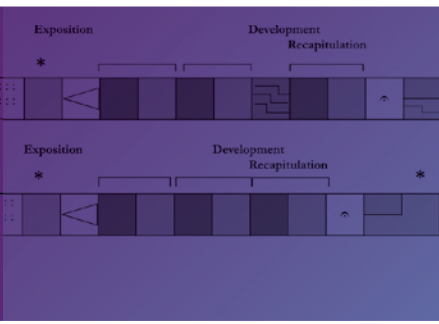 Exposition Development
Recapitulation
*
Exposition Development
Recapitulation
* *